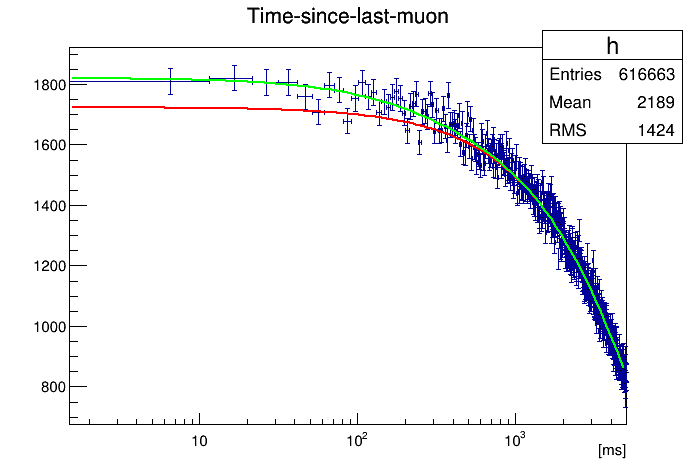 Time-since-last-muon
h
Entries 616663
Mean 2189
RMS 1424
1800
1600
1400
1200
1000
800
10 10² 10³
[ms]